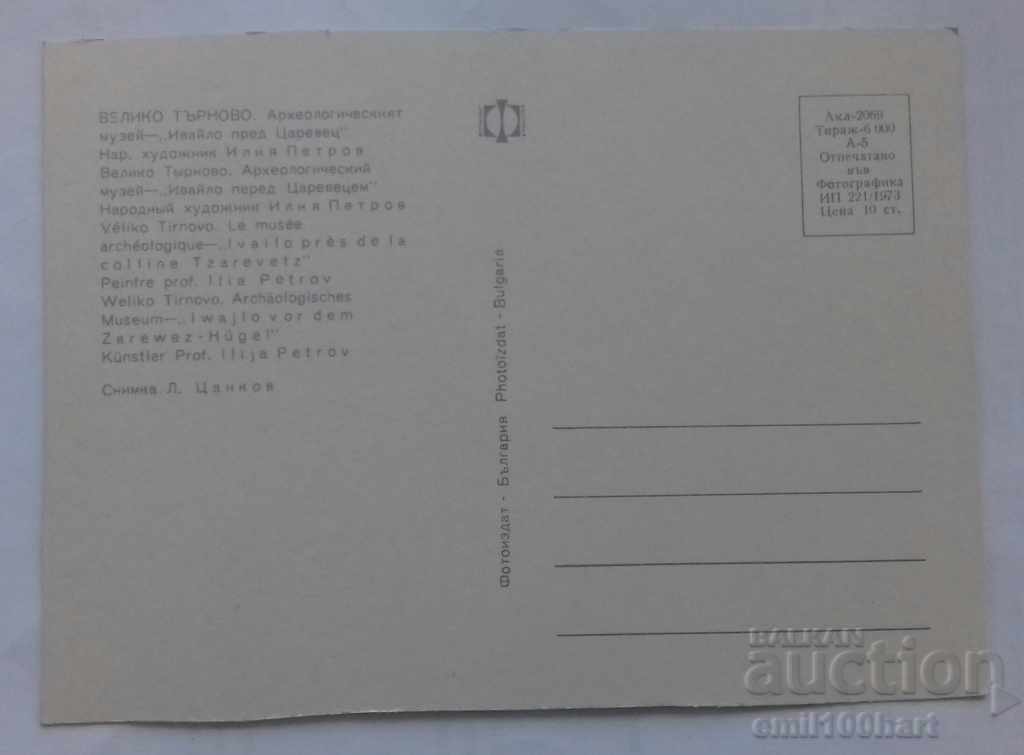 ВЕЛИКО ТЪРНОВО. Археологическият
музей—„Ивайло пред Царевец"
Нар. художник Илия Петров
Велико Тырново. Археологический
музей—„Ивайло перед Царевецем"
Народный художник Илия Петров
Véliko Tirnovo. Le musée
archéologique—„Ivailo près de la
colline Tzarevetz"
Peintre prof. Ilia Petrov
Weliko Tirnovo. Archäologisches
Museum—„Iwajlo vor dem
Zarewez-Hügel"
Künstler Prof. Ilija Petrov
Снимка Л. Цанков
Фотоиздат - България Photoizdat - Bulgaria
Ака-2069
Тираж-6 000
А-5
Отпечатано
във
Фотографика
ИП 221/1973
Цена 10 ст.
BALKAN
auction
emil100hart